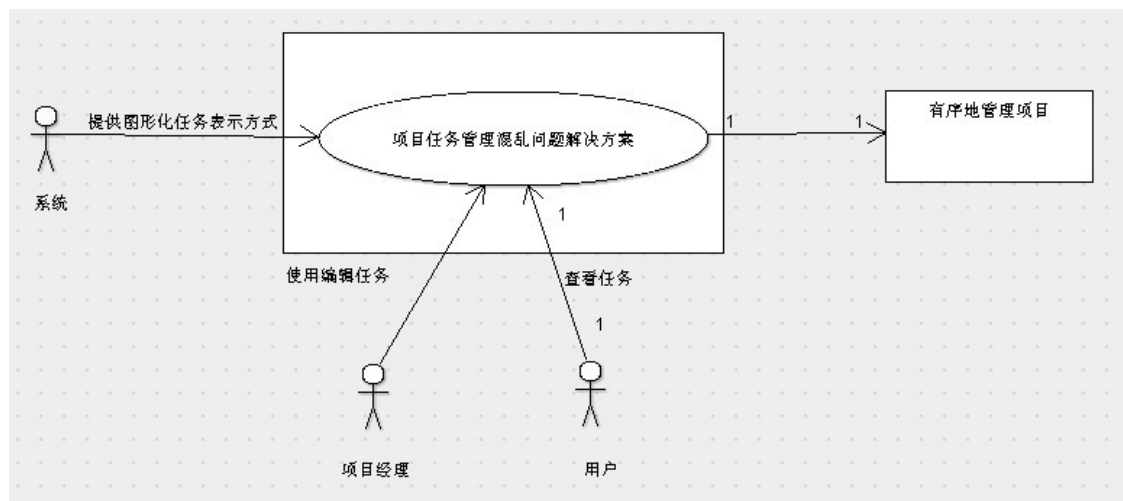 提供图形化任务表示方式
项目任务管理混乱问题解决方案
1
1
有序地管理项目
系统
1
使用编辑任务
查看任务
1
项目经理
用户